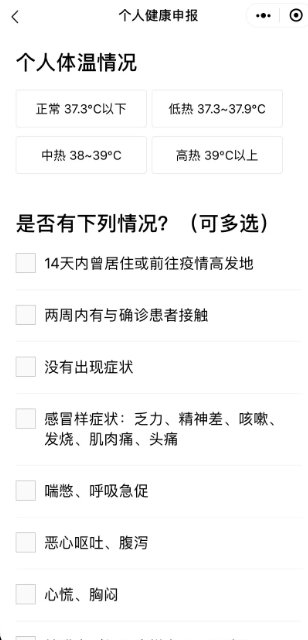 个人健康申报
个人体温情况
正常 37.3°C以下
低热 37.3~37.9°C
中热 38~39°C
高热 39°C以上
是否有下列情况？（可多选）
14天内曾居住或前往疫情高发地
两周内有与确诊患者接触
没有出现症状
感冒样症状：乏力、精神差、咳嗽、
发烧、肌肉痛、头痛
喘憋、呼吸急促
恶心呕吐、腹泻
心慌、胸闷